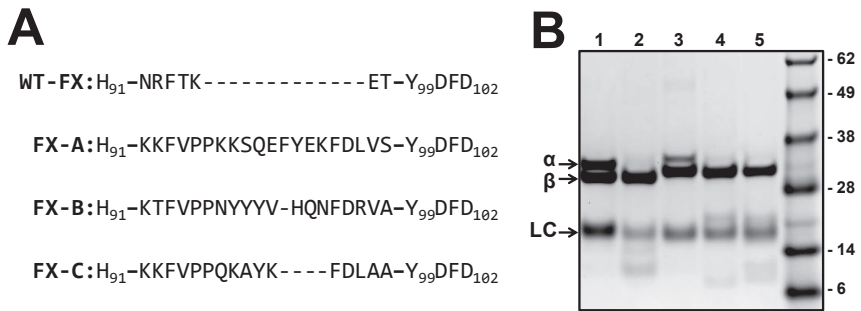 A
WT-FX:H91–NRFTK-------------ET–Y99DFD102
FX-A:H91–KKFVPPKKSQEFYEKFDLVS–Y99DFD102
FX-B:H91–KTFVPPNYYYV-HQNFDRVA–Y99DFD102
FX-C:H91–KKFVPPQKAYK----FDLAA–Y99DFD102
B
1 2 3 4 5
- 62
- 49
- 38
α
β
- 28
LC
- 14
- 6